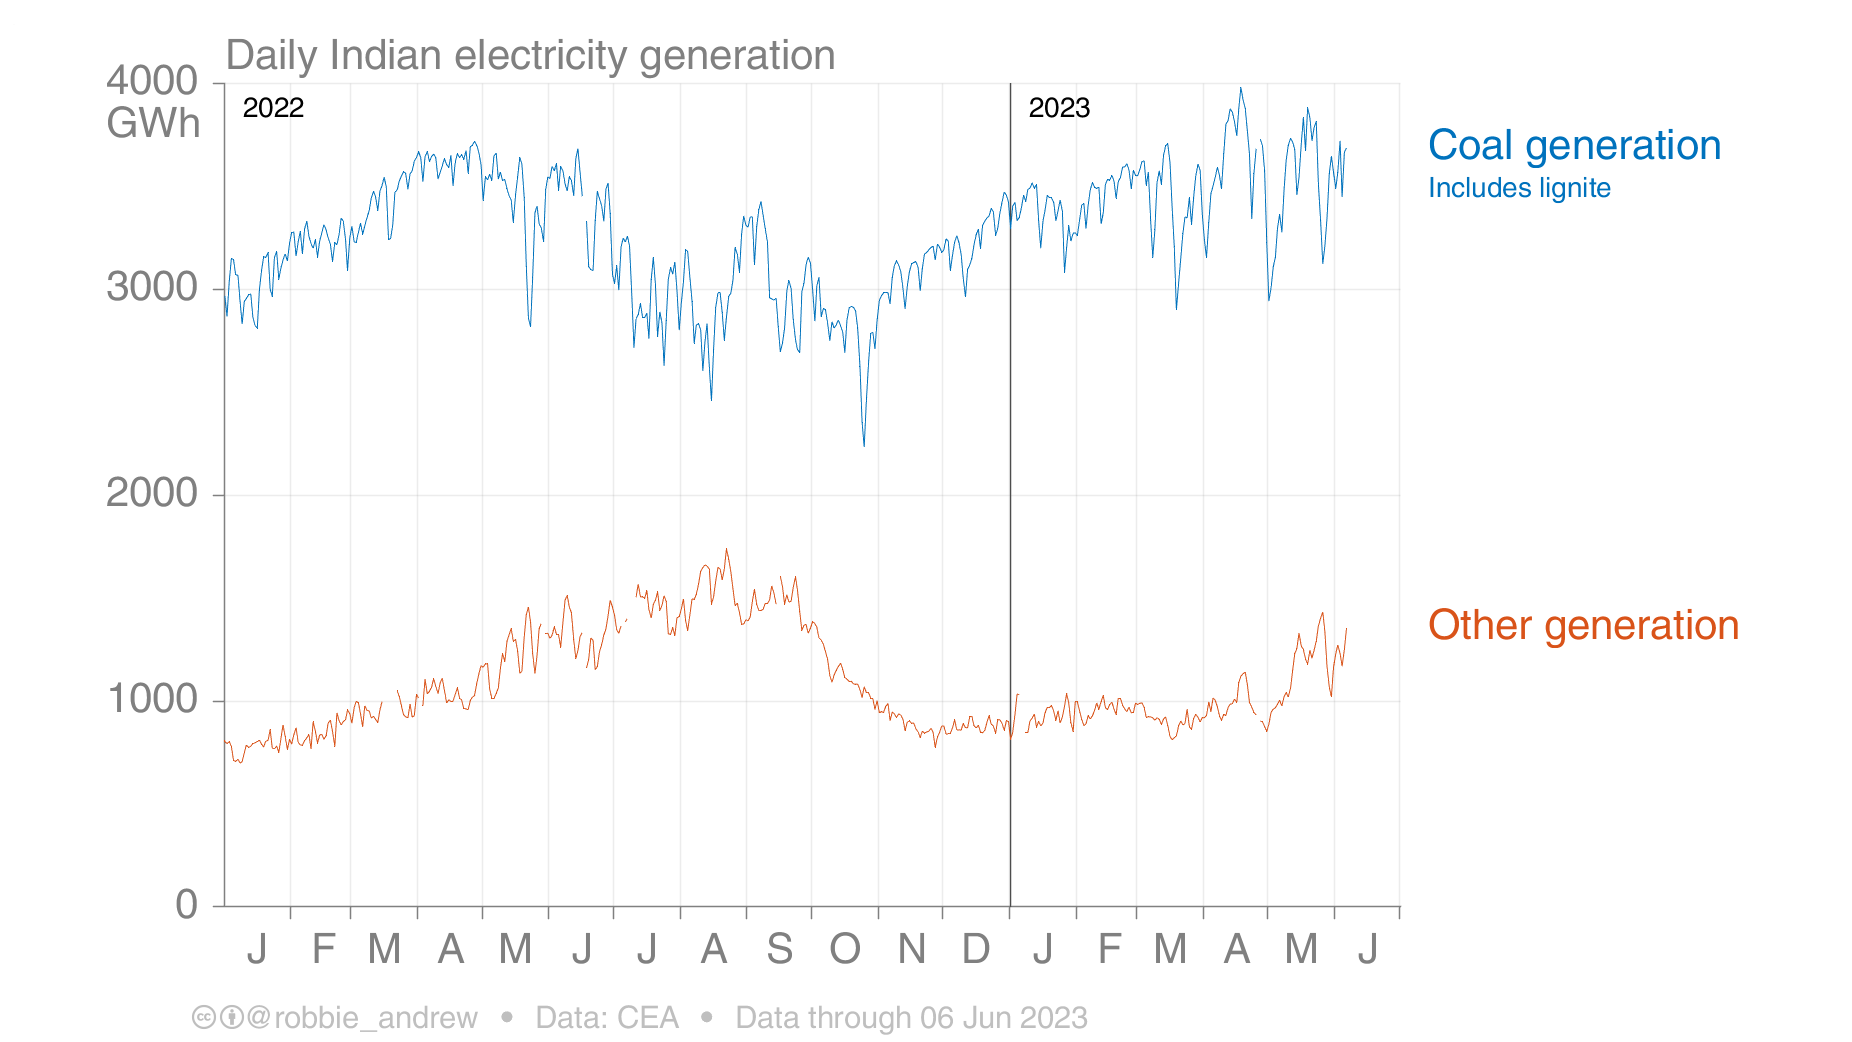 Daily Indian electricity generation
4000
GWh
2022
2023
Coal generation
Includes lignite
3000
2000
Other generation
1000
0
J F M A M J J A S O N D J F M A M J
@robbie_andrew • Data: CEA • Data through 06 Jun 2023